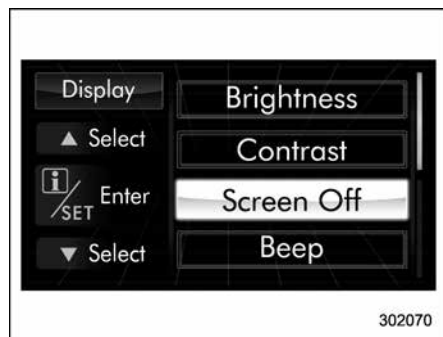 Display
▲ Select
i/SET Enter
▼ Select
Brightness
Contrast
Screen Off
Beep
302070